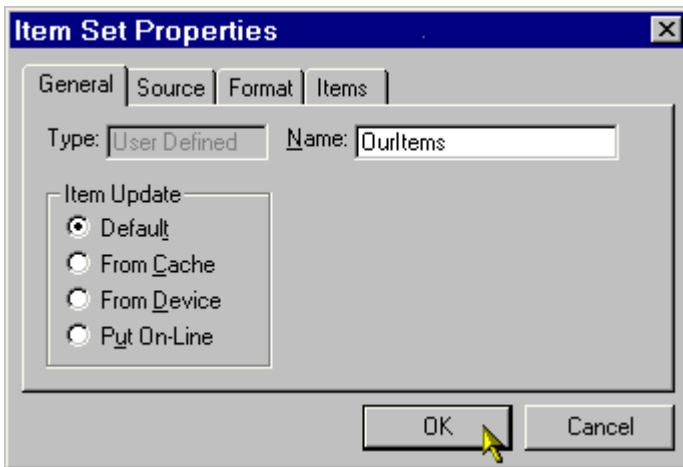 Item Set Properties
General Source Format Items
Type: User Defined Name: OurItems
Item Update
Default
From Cache
From Device
Put On-Line
OK Cancel